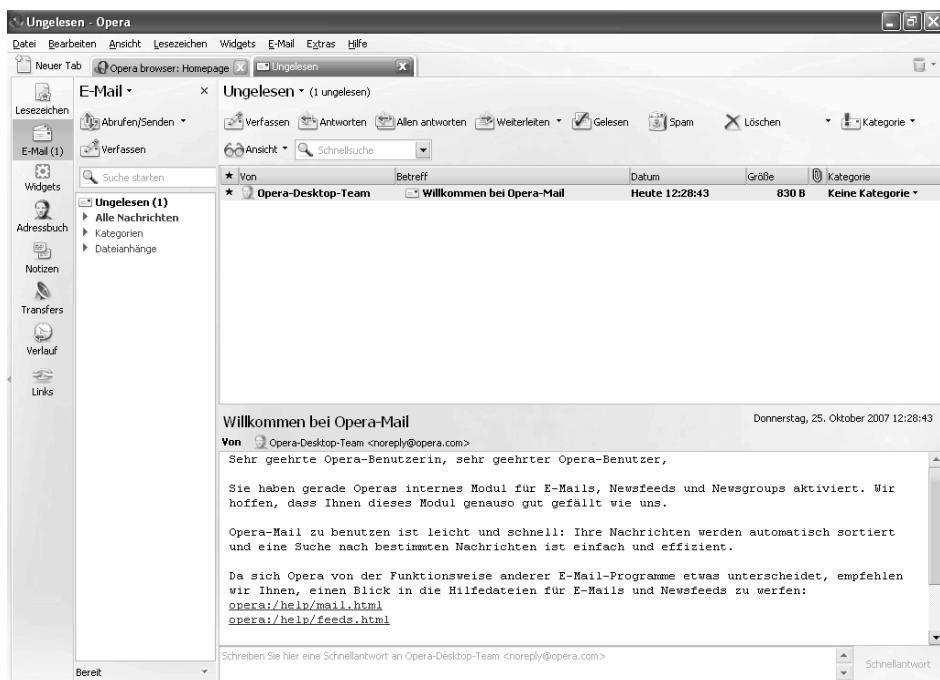 Ungelesen - Opera
Datei Bearbeiten Ansicht Lesezeichen Widgets E-Mail Extras Hilfe
Neuer Tab Opera browser: Homepage Ungelesen
Lesezeichen
E-Mail (1)
Widgets
Adressbuch
Notizen
Transfers
Verlauf
Links
E-Mail
Abrufen/Senden
Verfassen
Suche starten
Ungelesen (1)
Alle Nachrichten
Kategorien
Dateianhänge
Bereit
Ungelesen (1 ungelesen)
Verfassen Antworten Allen antworten Weiterleiten Gelesen Spam Löschen Kategorie
Ansicht Schnellsuche
Von Betreff Datum Größe Kategorie
Opera-Desktop-Team Willkommen bei Opera-Mail Heute 12:28:43 830 B Keine Kategorie
Willkommen bei Opera-Mail Donnerstag, 25. Oktober 2007 12:28:43
Von Opera-Desktop-Team <noreply@opera.com>
Sehr geehrte Opera-Benutzerin, sehr geehrter Opera-Benutzer,
Sie haben gerade Operas internes Modul für E-Mails, Newsfeeds und Newsgroups aktiviert. Wir
hoffen, dass Ihnen dieses Modul genauso gut gefällt wie uns.
Opera-Mail zu benutzen ist leicht und schnell: Ihre Nachrichten werden automatisch sortiert
und eine Suche nach bestimmten Nachrichten ist einfach und effizient.
Da sich Opera von der Funktionsweise anderer E-Mail-Programme etwas unterscheidet, empfehlen
wir Ihnen, einen Blick in die Hilfedateien für E-Mails und Newsfeeds zu werfen:
opera:/help/mail.html
opera:/help/feeds.html
Schreiben Sie hier eine Schnellantwort an Opera-Desktop-Team <noreply@opera.com>
Schnellantwort